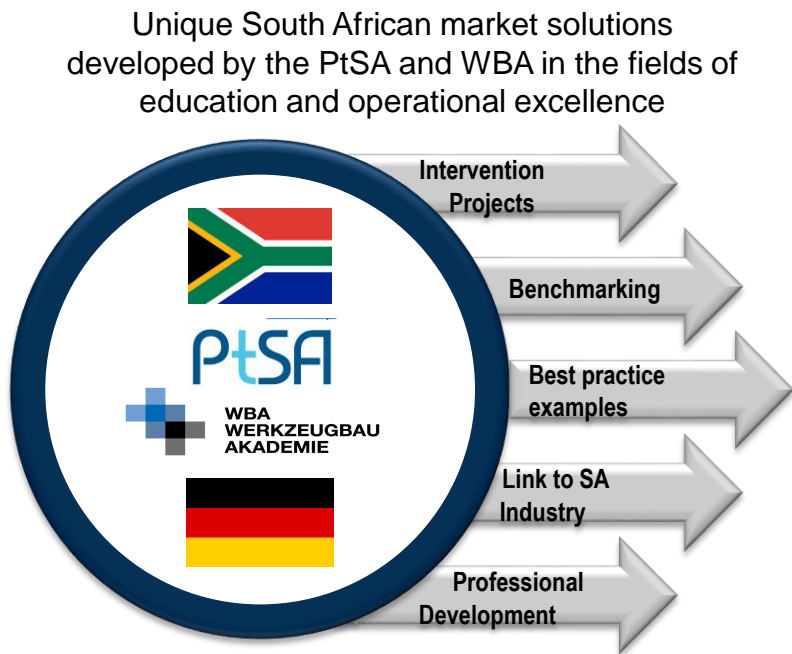 Unique South African market solutions
developed by the PtSA and WBA in the fields of
education and operational excellence
Intervention
Projects
Benchmarking
PtSA
Best practice
examples
WBA
WERKZEUGBAU
AKADEMIE
Link to SA
Industry
Professional
Development